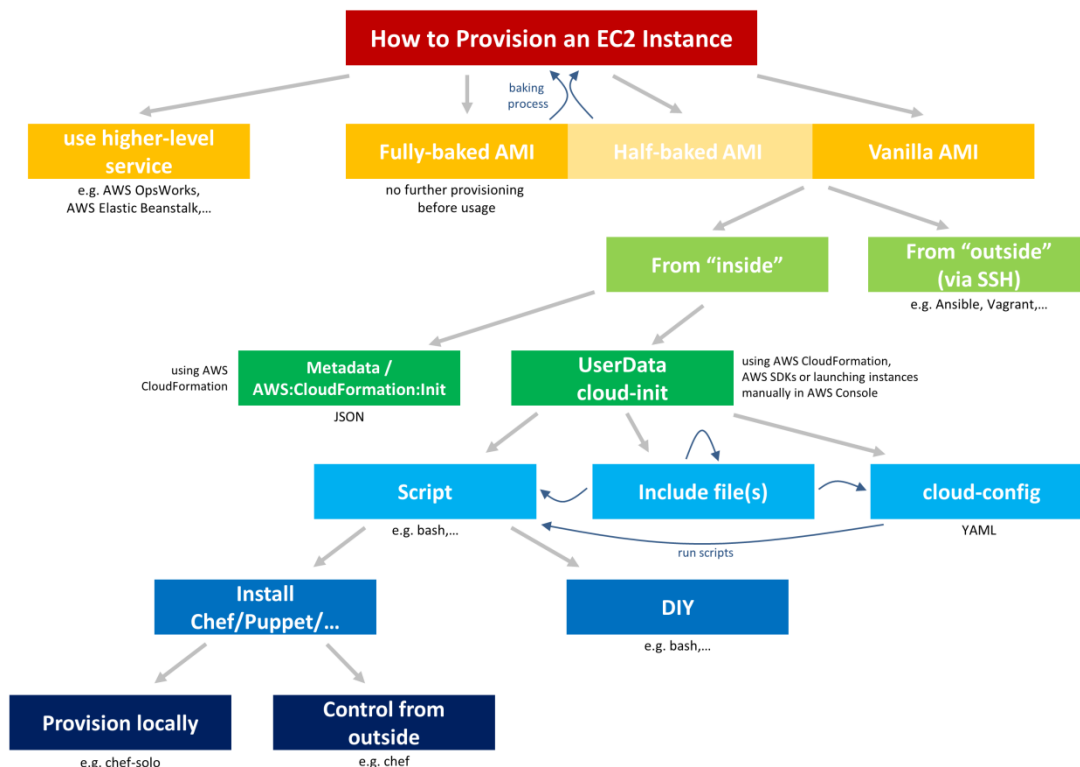 How to Provision an EC2 Instance
baking
process
use higher-level
service
Fully-baked AMI
Half-baked AMI
Vanilla AMI
e.g. AWS OpsWorks,
AWS Elastic Beanstalk,...
no further provisioning
before usage
From “inside”
From “outside”
(via SSH)
e.g. Ansible, Vagrant,...
using AWS
CloudFormation
Metadata /
AWS:CloudFormation:Init
JSON
UserData
cloud-init
using AWS CloudFormation,
AWS SDKs or launching instances
manually in AWS Console
Script
Include file(s)
cloud-config
e.g. bash,...
YAML
run scripts
Install
Chef/Puppet/...
DIY
e.g. bash,...
Provision locally
Control from
outside
e.g. chef-solo
e.g. chef